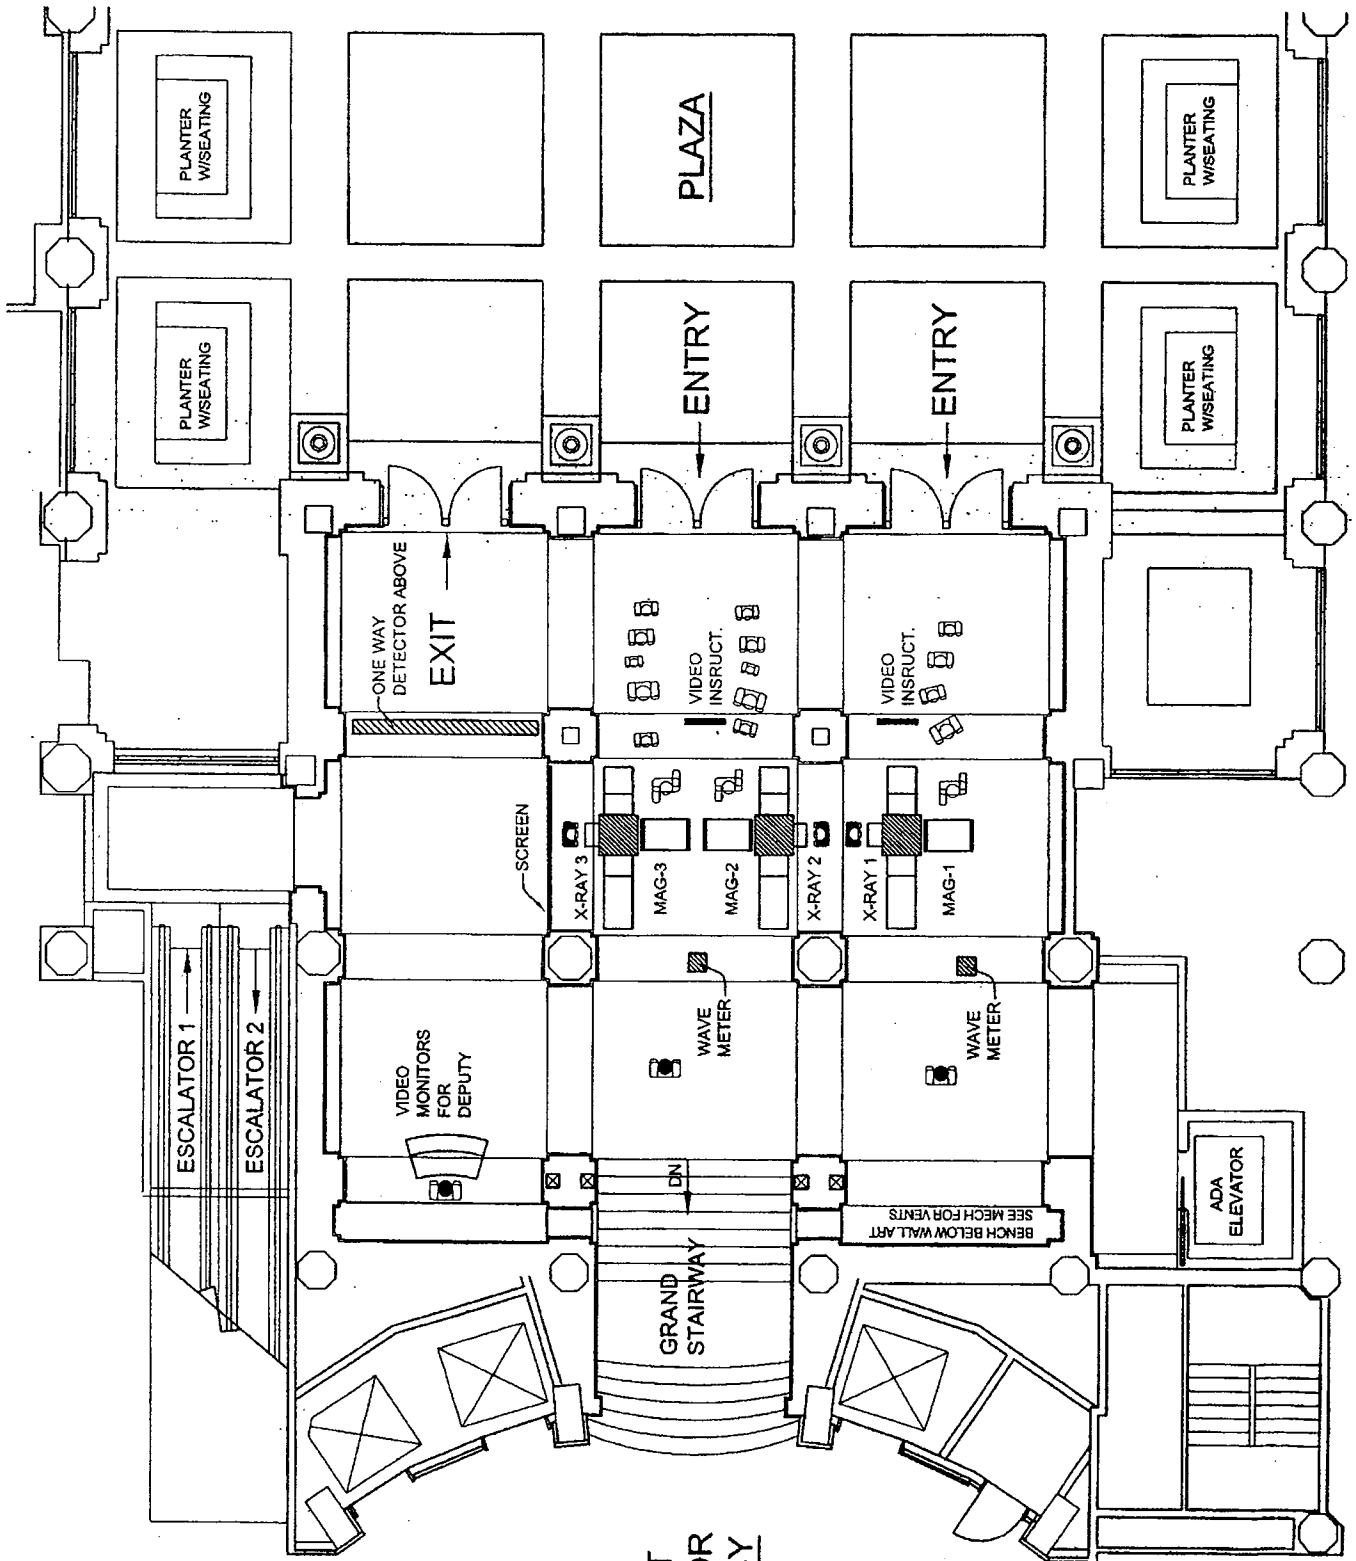 PLANTER
W/SEATING
PLANTER
W/SEATING
PLAZA
PLANTER
W/SEATING
PLANTER
W/SEATING
ENTRY
ENTRY
ONE WAY
DETECTOR ABOVE
EXIT
VIDEO
INSRUCT.
VIDEO
INSRUCT.
SCREEN
X-RAY 3
MAG-3
MAG-2
X-RAY 2
X-RAY 1
MAG-1
WAVE
METER
WAVE
METER
ESCALATOR 1
ESCALATOR 2
VIDEO
MONITORS
FOR
DEPUTY
DN
BENCH BELOW WALL ART
SEE MECH FOR VENTS
ADA
ELEVATOR
GRAND
STAIRWAY